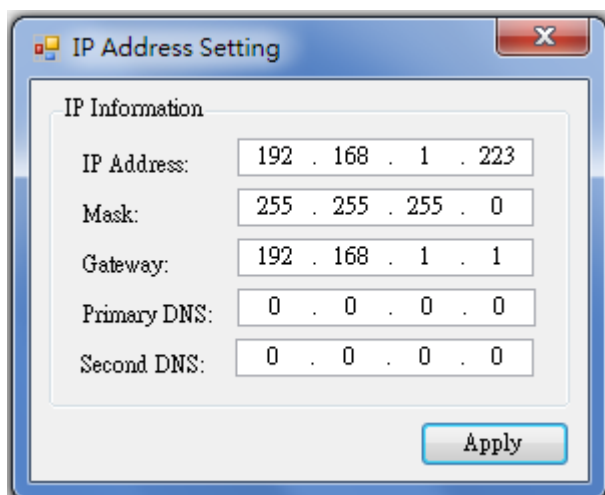 IP Address Setting
IP Information
IP Address: 192 . 168 . 1 . 223
Mask: 255 . 255 . 255 . 0
Gateway: 192 . 168 . 1 . 1
Primary DNS: 0 . 0 . 0 . 0
Second DNS: 0 . 0 . 0 . 0
Apply